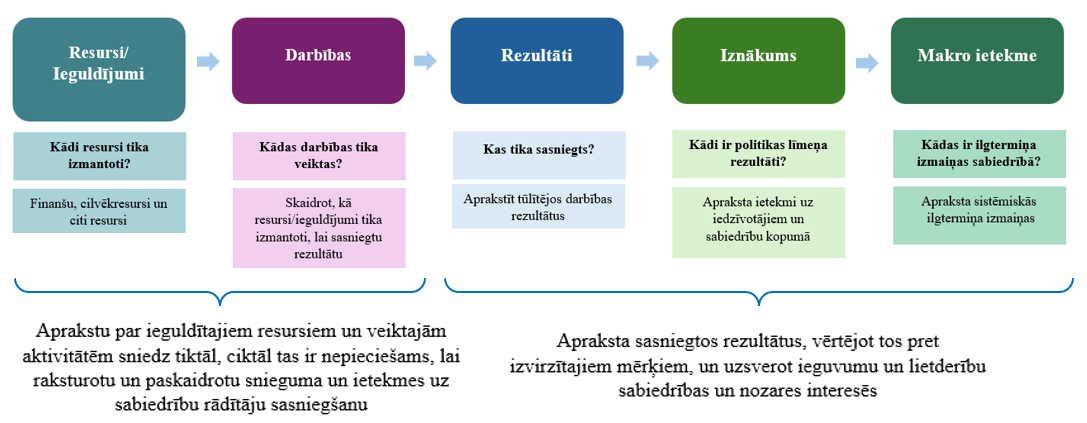 Resursi/
Ieguldījumi
Darbības
Rezultāti
Iznākums
Makro ietekme
Kādi resursi tika
izmantoti?
Kādas darbības tika
veiktas?
Kas tika sasniegts?
Kādi ir politikas līmeņa
rezultāti?
Kādas ir ilgtermiņa
izmaiņas sabiedrībā?
Finanšu, cilvēkresursi un
citi resursi
Skaidrot, kā
resursi/ieguldījumi tika
izmantoti, lai sasniegtu
rezultātu
Aprakstīt tūlītējos darbības
rezultātus
Apraksta ietekmi uz
iedzīvotājiem un
sabiedrību kopumā
Apraksta sistēmiskās
ilgtermiņa izmaiņas
Aprakstu par ieguldītajiem resursiem un veiktajām
aktivitātēm sniedz tiktāl, ciktāl tas ir nepieciešams, lai
raksturotu un paskaidrotu snieguma un ietekmes uz
sabiedrību rādītāju sasniegšanu
Apraksta sasniegtos rezultātus, vērtējot tos pret
izvirzītajiem mērķiem, un uzsverot ieguvumu un lietderību
sabiedrības un nozares interesēs